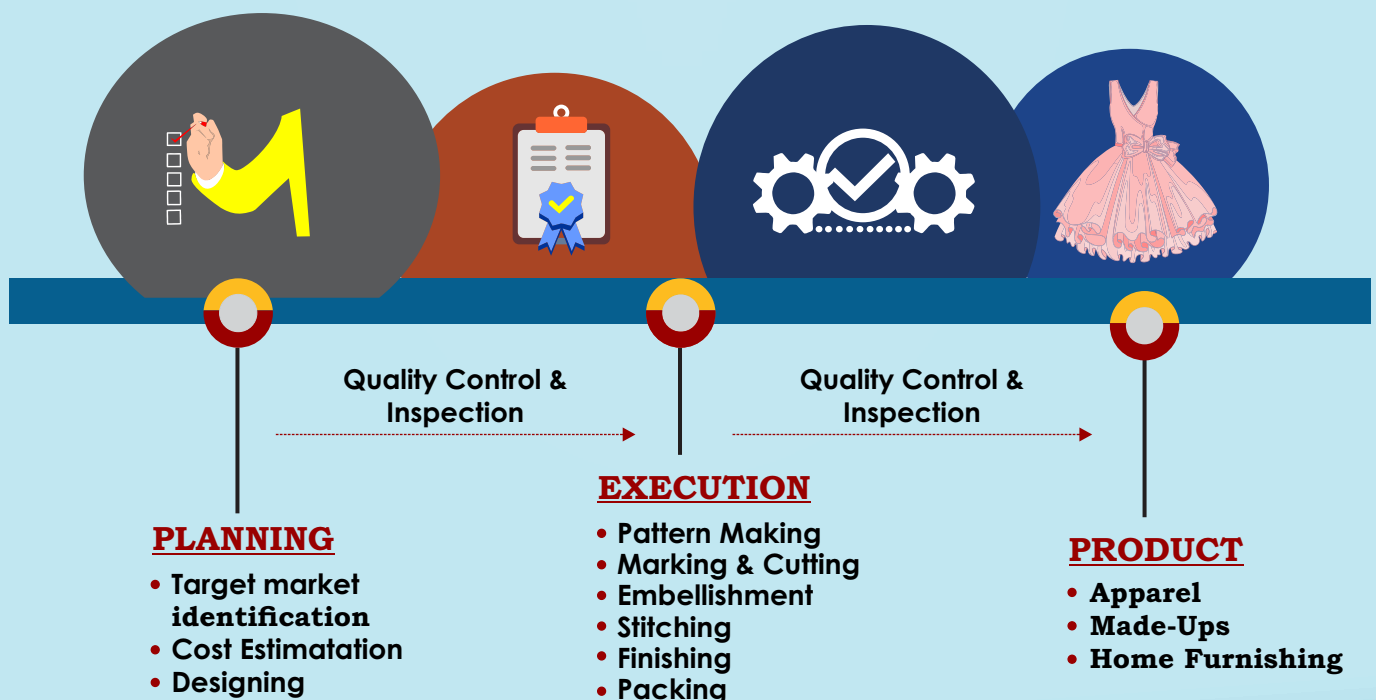 Quality Control &
Inspection
Quality Control &
Inspection
PLANNING
• Target market
identification
• Cost Estimatation
• Designing
EXECUTION
• Pattern Making
• Marking & Cutting
• Embellishment
• Stitching
• Finishing
• Packing
PRODUCT
• Apparel
• Made-Ups
• Home Furnishing